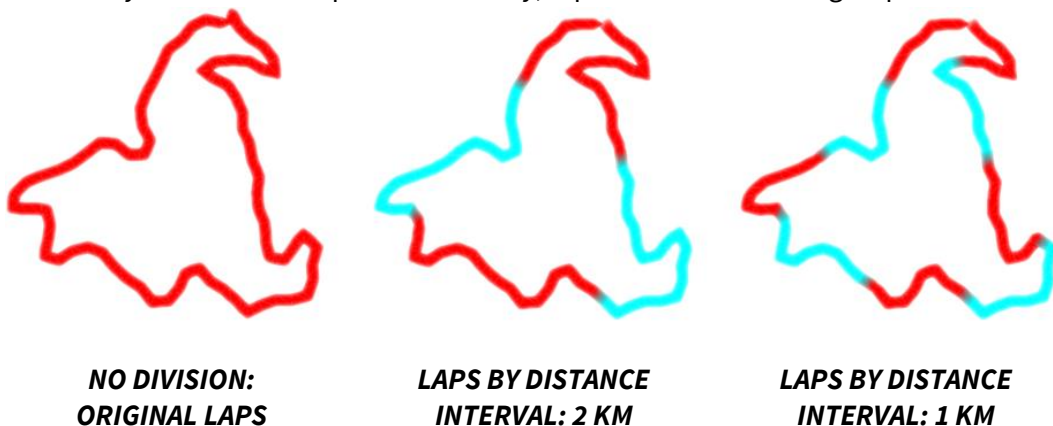 NO DIVISION:
ORIGINAL LAPS
LAPS BY DISTANCE
INTERVAL: 2 KM
LAPS BY DISTANCE
INTERVAL: 1 KM